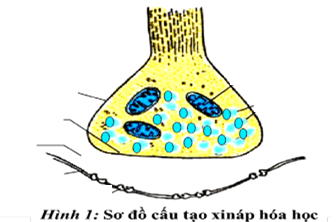 Hình 1: Sơ đồ cấu tạo xináp hóa học